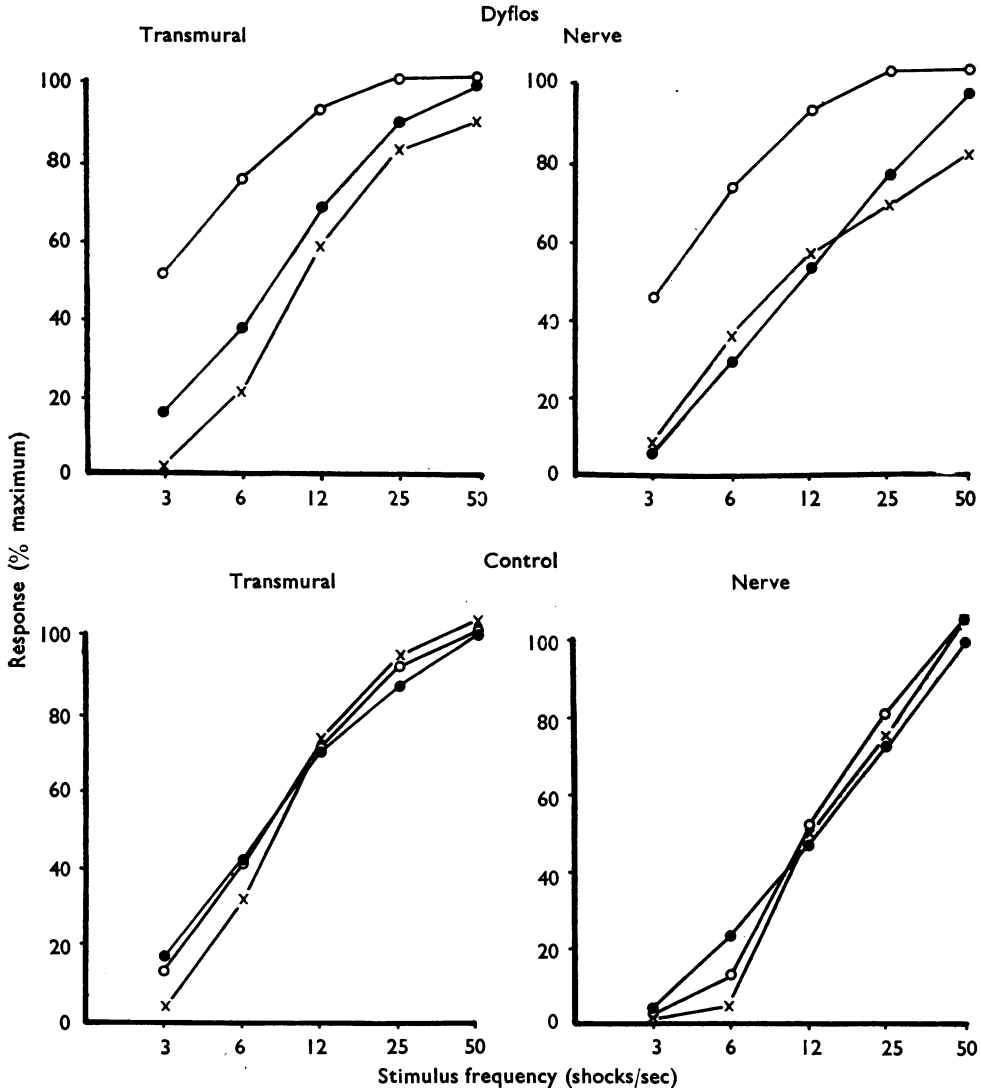 Dyflos
Transmural Nerve
100 100
80 80
60 60
40 40
20 20
0 0
3 6 12 25 50 3 6 12 25 50
Response (% maximum)
Control
Transmural Nerve
100 100
80 80
60 60
40 40
20 20
0 0
3 6 12 25 50 3 6 12 25 50
Stimulus frequency (shocks/sec)